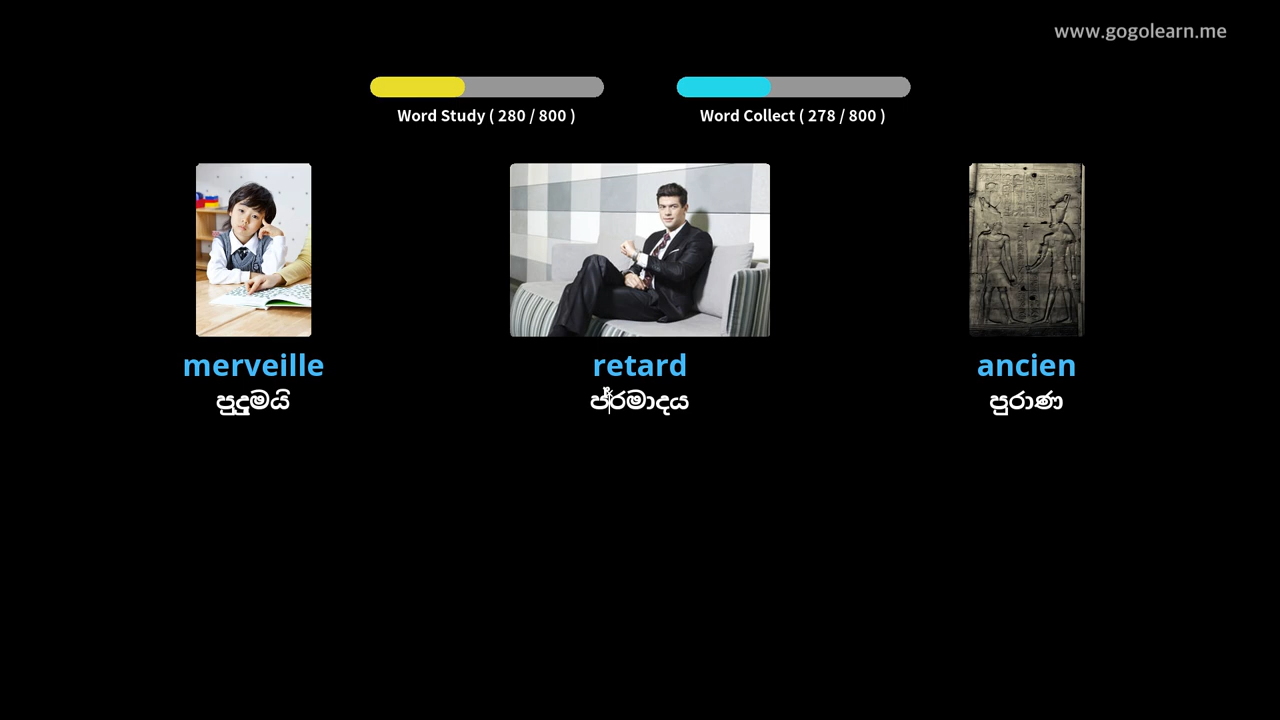 www.gogolearn.me
Word Study ( 280 / 800 )
Word Collect ( 278 / 800 )
merveille
retard
ancien
පුදුමයි
ප්‍රමාදය
පුරාණ